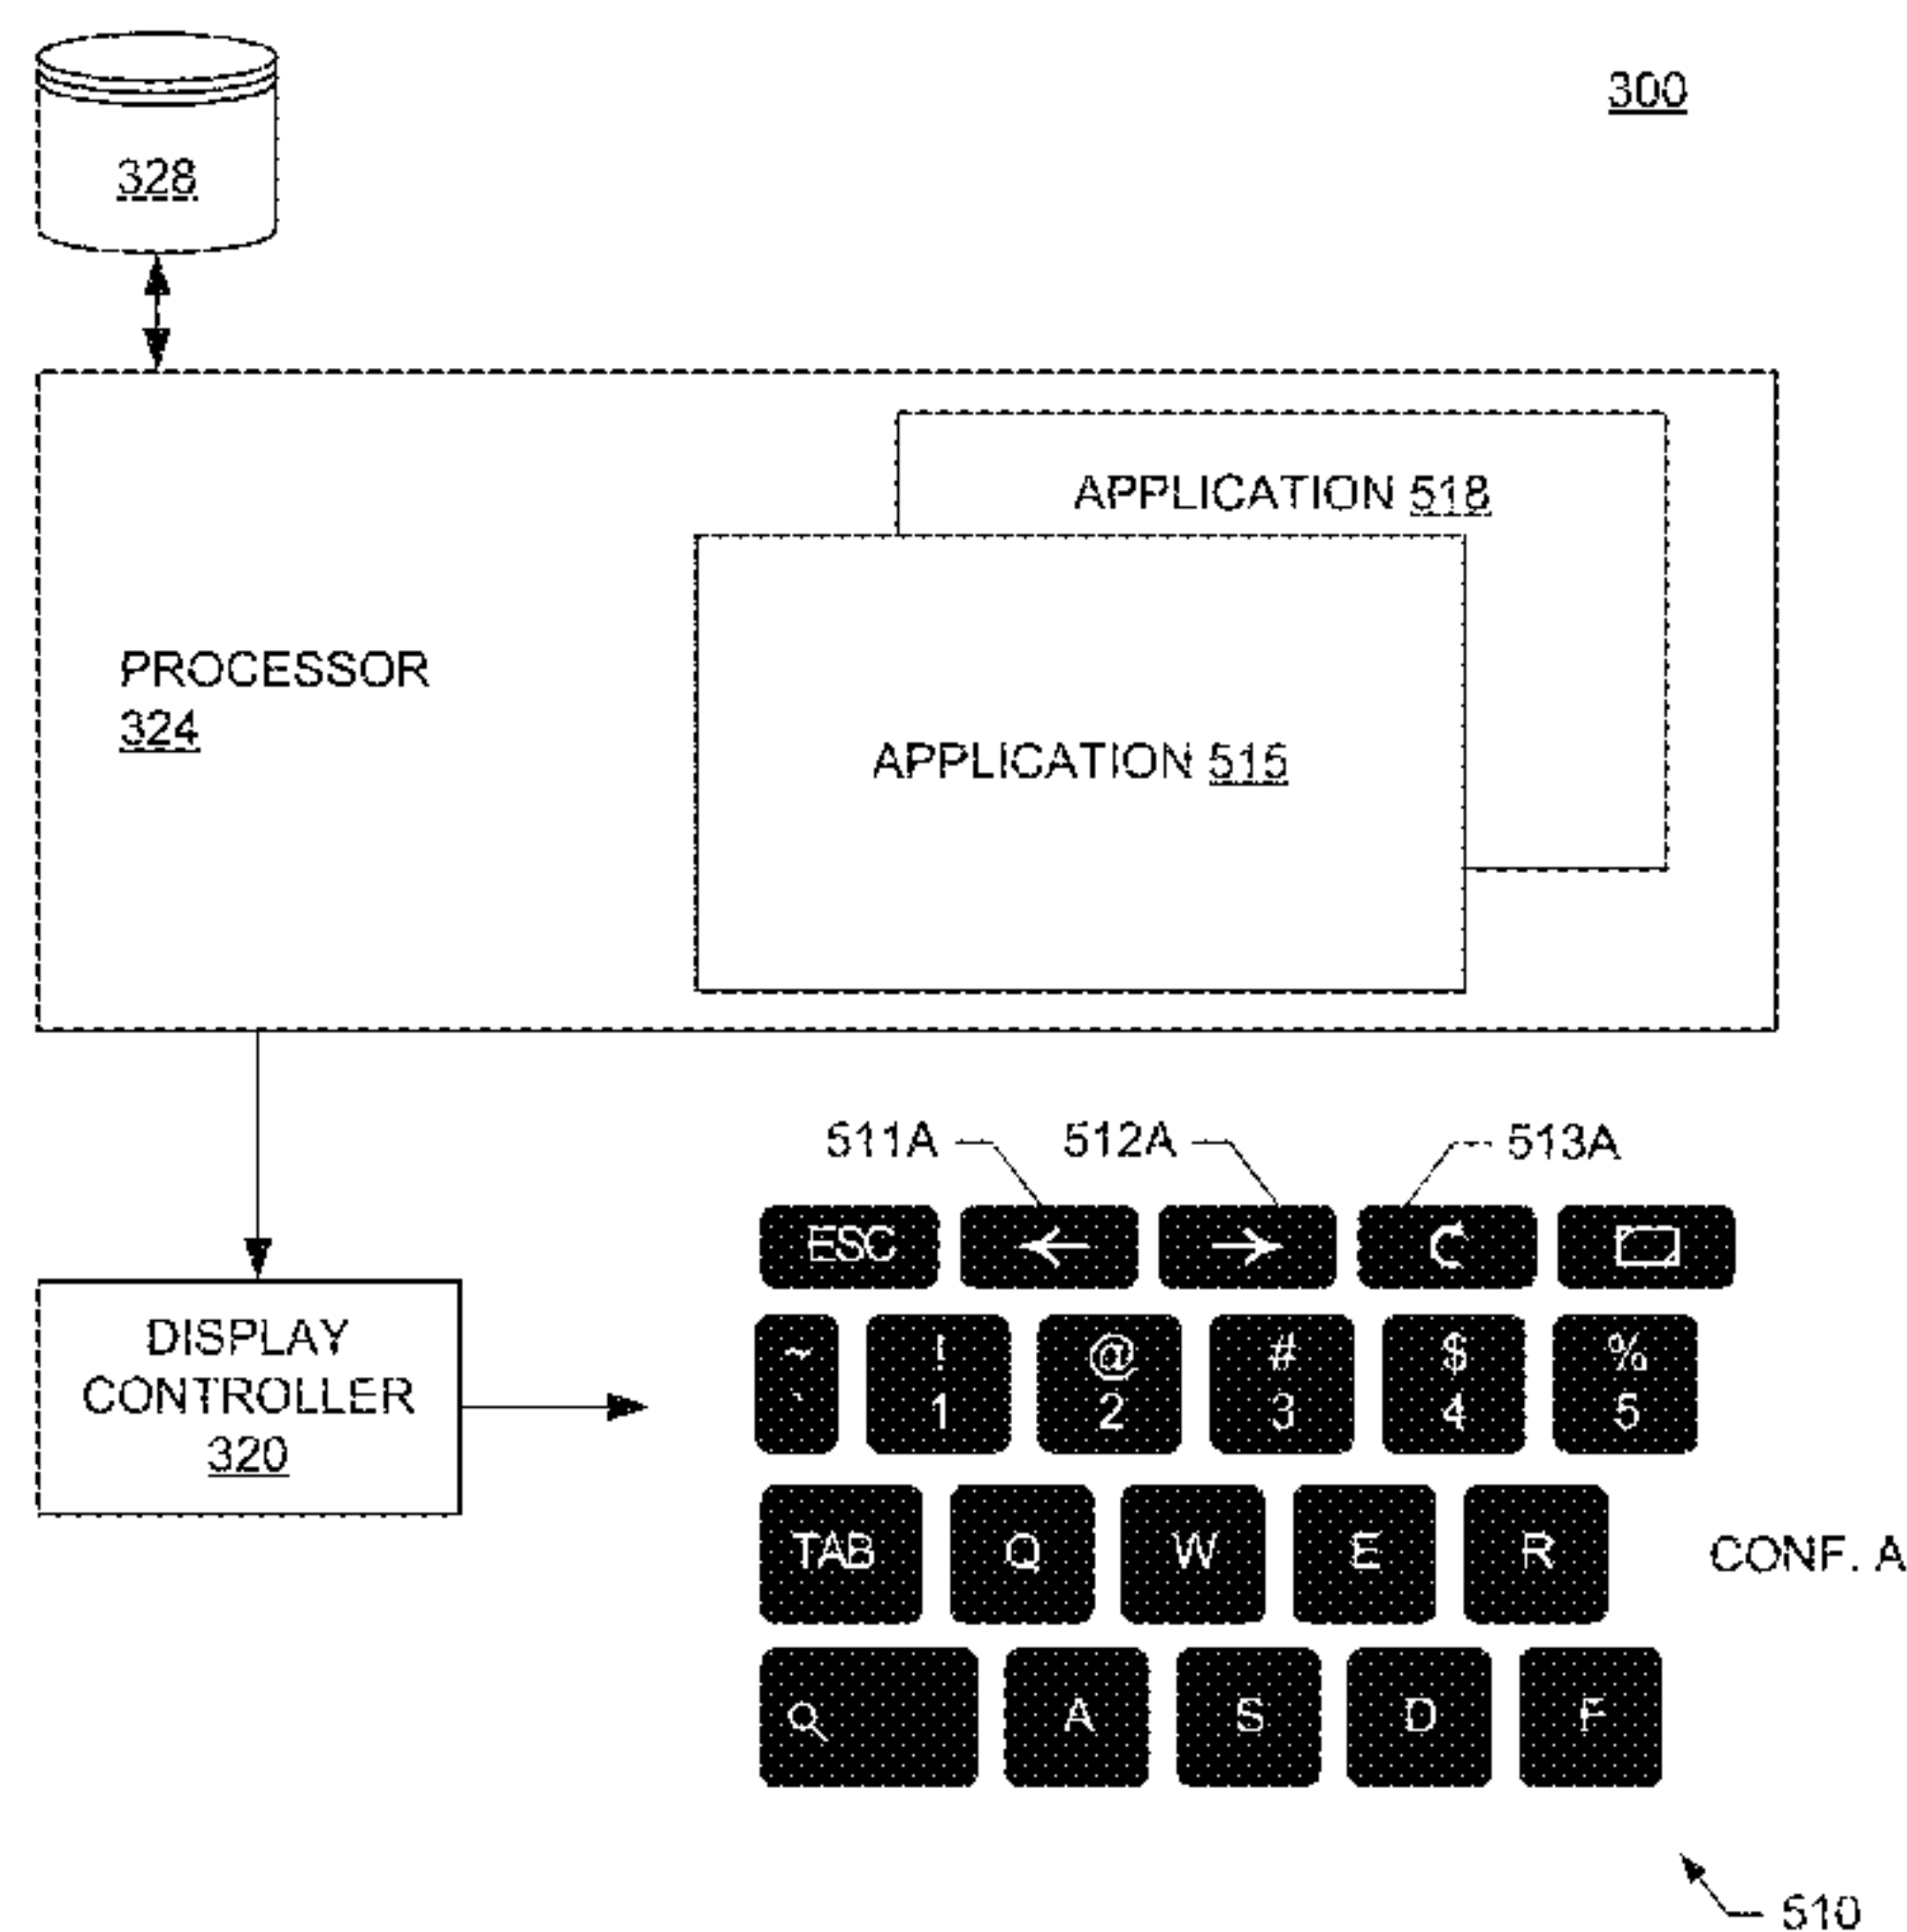 300
328
APPLICATION 518
PROCESSOR
324
APPLICATION 515
511A
512A
513A
ESC
~
`
!
1
@
2
#
3
$
4
%
5
DISPLAY
CONTROLLER
320
TAB
Q
W
E
R
CONF. A
A
S
D
F
510